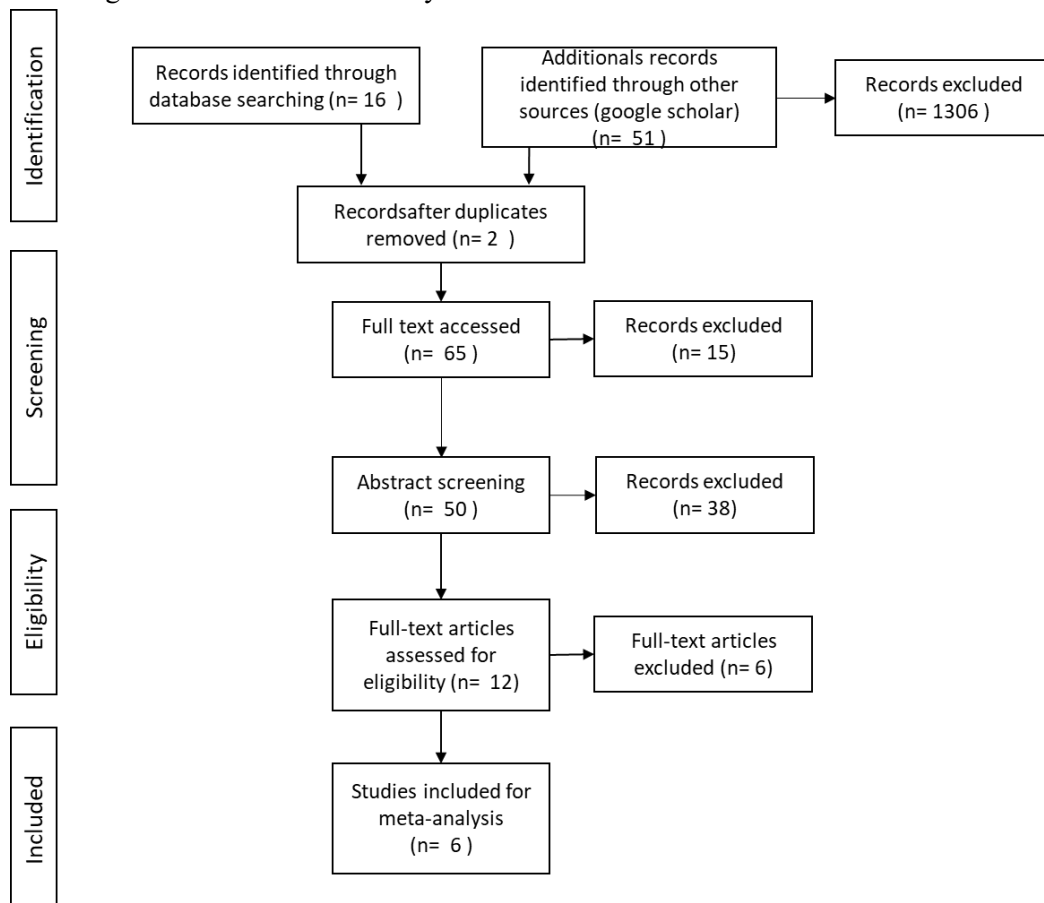 Identification
Records identified through
database searching (n= 16 )
Additionals records
identified through other
sources (google scholar)
(n= 51 )
Records excluded
(n= 1306 )
Recordsafter duplicates
removed (n= 2 )
Screening
Full text accessed
(n= 65 )
Records excluded
(n= 15)
Abstract screening
(n= 50 )
Records excluded
(n= 38)
Eligibility
Full-text articles
assessed for
eligibility (n= 12)
Full-text articles
excluded (n= 6)
Included
Studies included for
meta-analysis
(n= 6 )